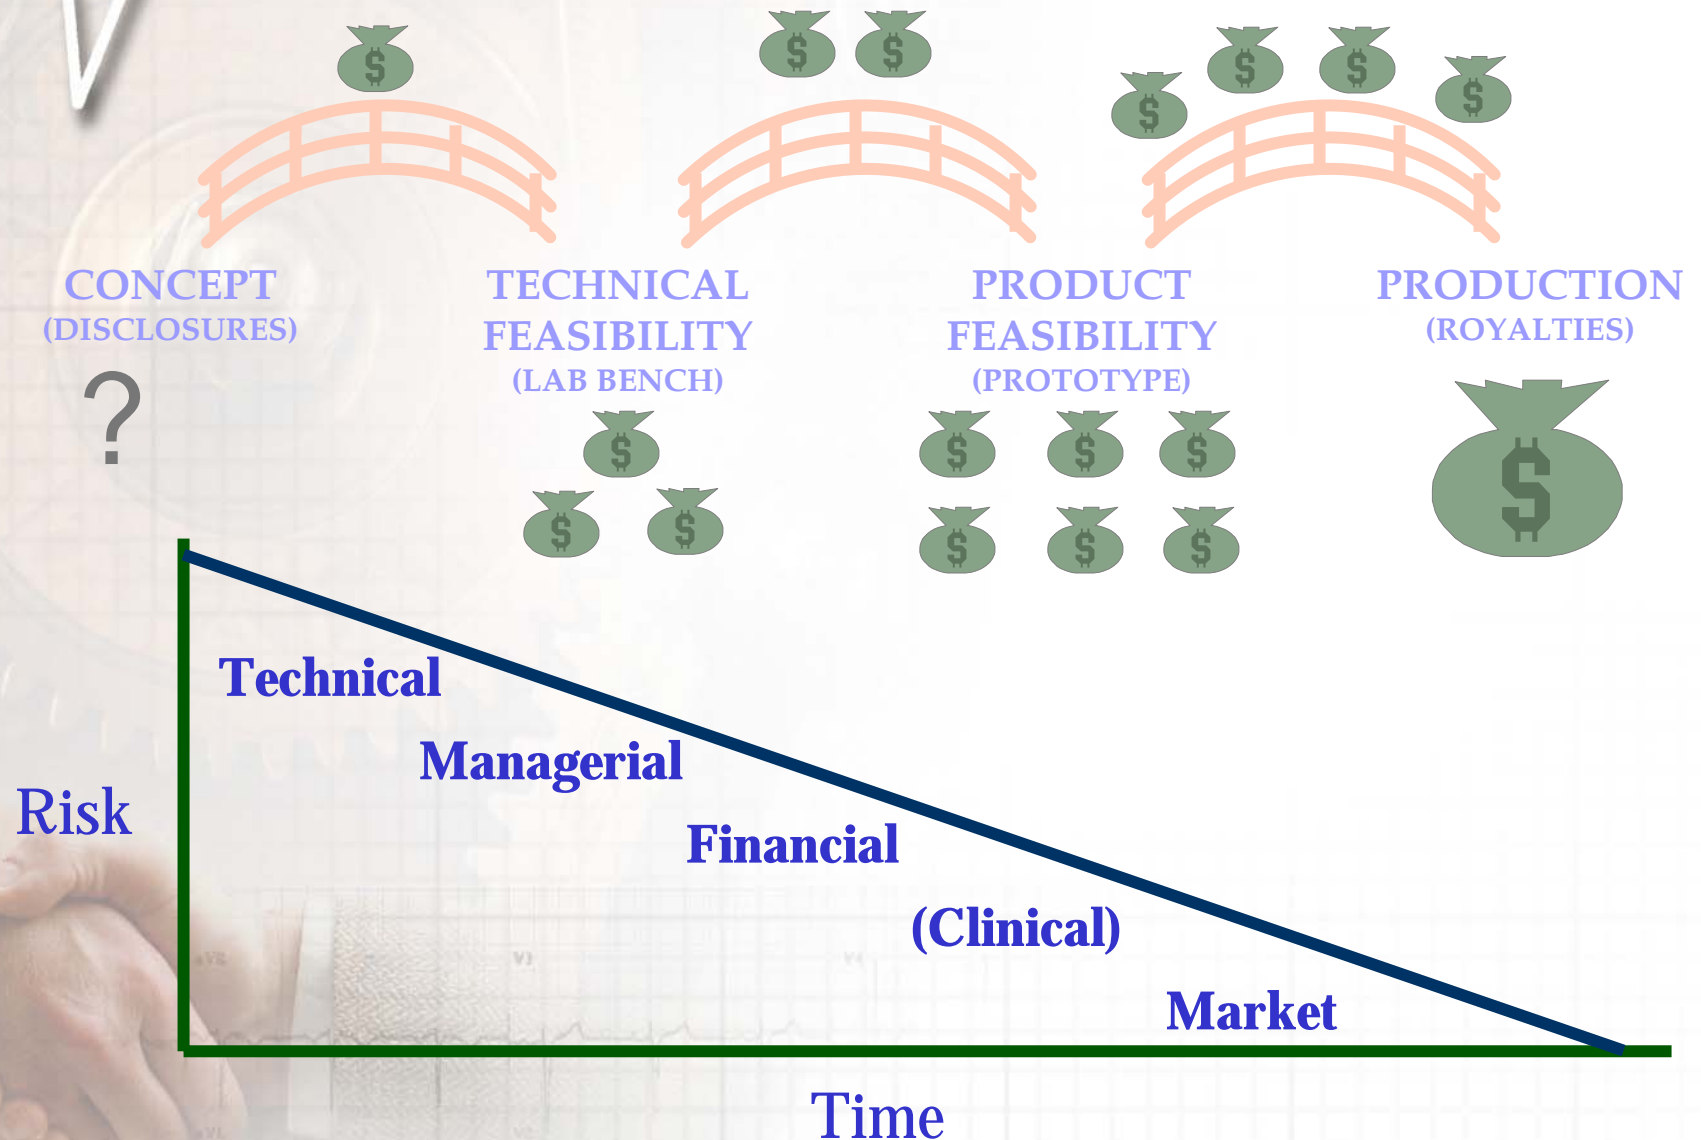 $
$ $
$ $ $ $
CONCEPT
(DISCLOSURES)
TECHNICAL
FEASIBILITY
(LAB BENCH)
PRODUCT
FEASIBILITY
(PROTOTYPE)
PRODUCTION
(ROYALTIES)
?
$
$ $
$ $ $
$ $ $
$
Technical
Managerial
Financial
(Clinical)
Market
Risk
Time